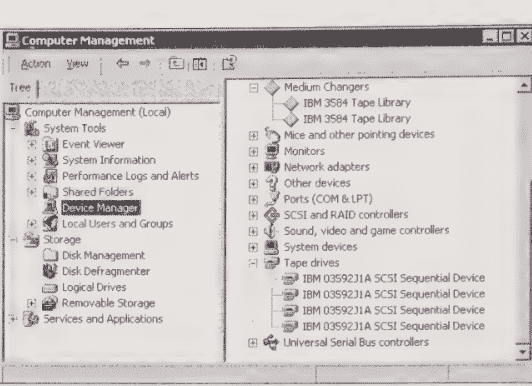 Computer Management
Action View
Tree
Computer Management (Local)
System Tools
Event Viewer
System Information
Performance Logs and Alerts
Shared Folders
Device Manager
Local Users and Groups
Storage
Disk Management
Disk Defragmenter
Logical Drives
Removable Storage
Services and Applications
Medium Changers
IBM 3584 Tape Library
IBM 3584 Tape Library
Mice and other pointing devices
Monitors
Network adapters
Other devices
Ports (COM & LPT)
SCSI and RAID controllers
Sound, video and game controllers
System devices
Tape drives
IBM 03592J1A SCSI Sequential Device
IBM 03592J1A SCSI Sequential Device
IBM 03592J1A SCSI Sequential Device
IBM 03592J1A SCSI Sequential Device
Universal Serial Bus controllers